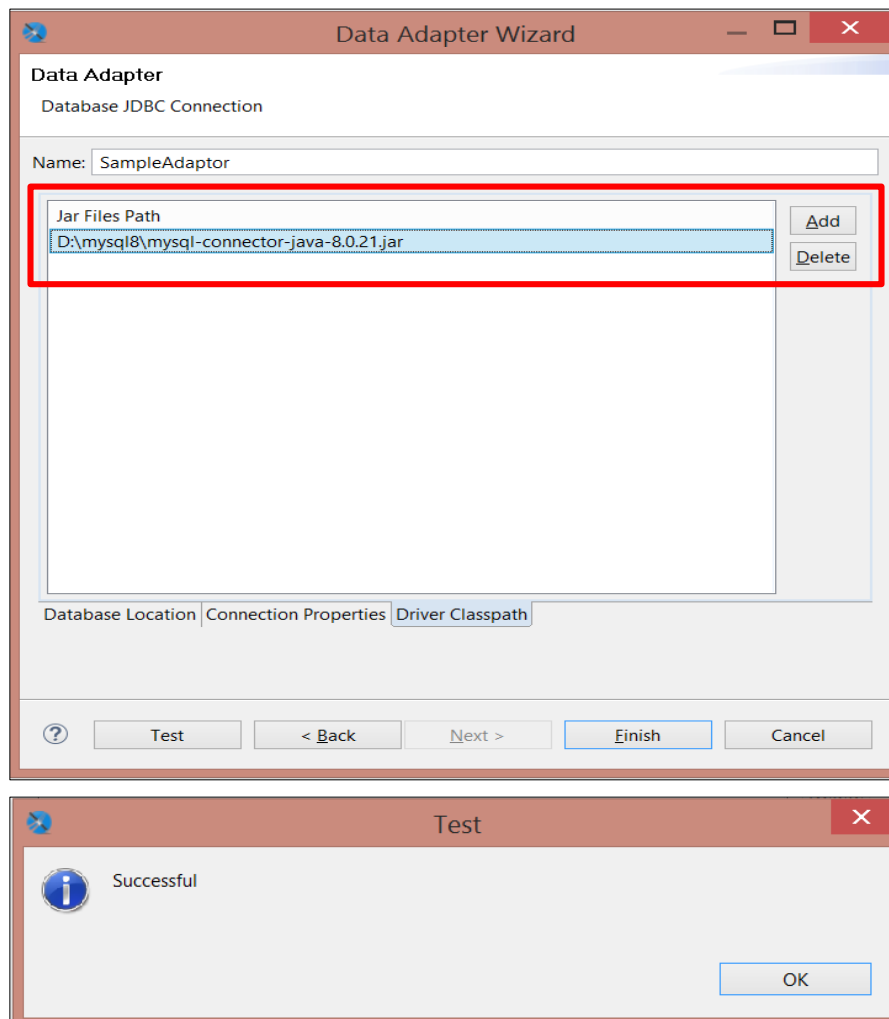 Data Adapter Wizard
Data Adapter
Database JDBC Connection
Name: SampleAdaptor
Jar Files Path
Add
D:\mysql8\mysql-connector-java-8.0.21.jar
Delete
Database Location Connection Properties Driver Classpath
? Test < Back Next > Finish Cancel
Test
Successful
OK